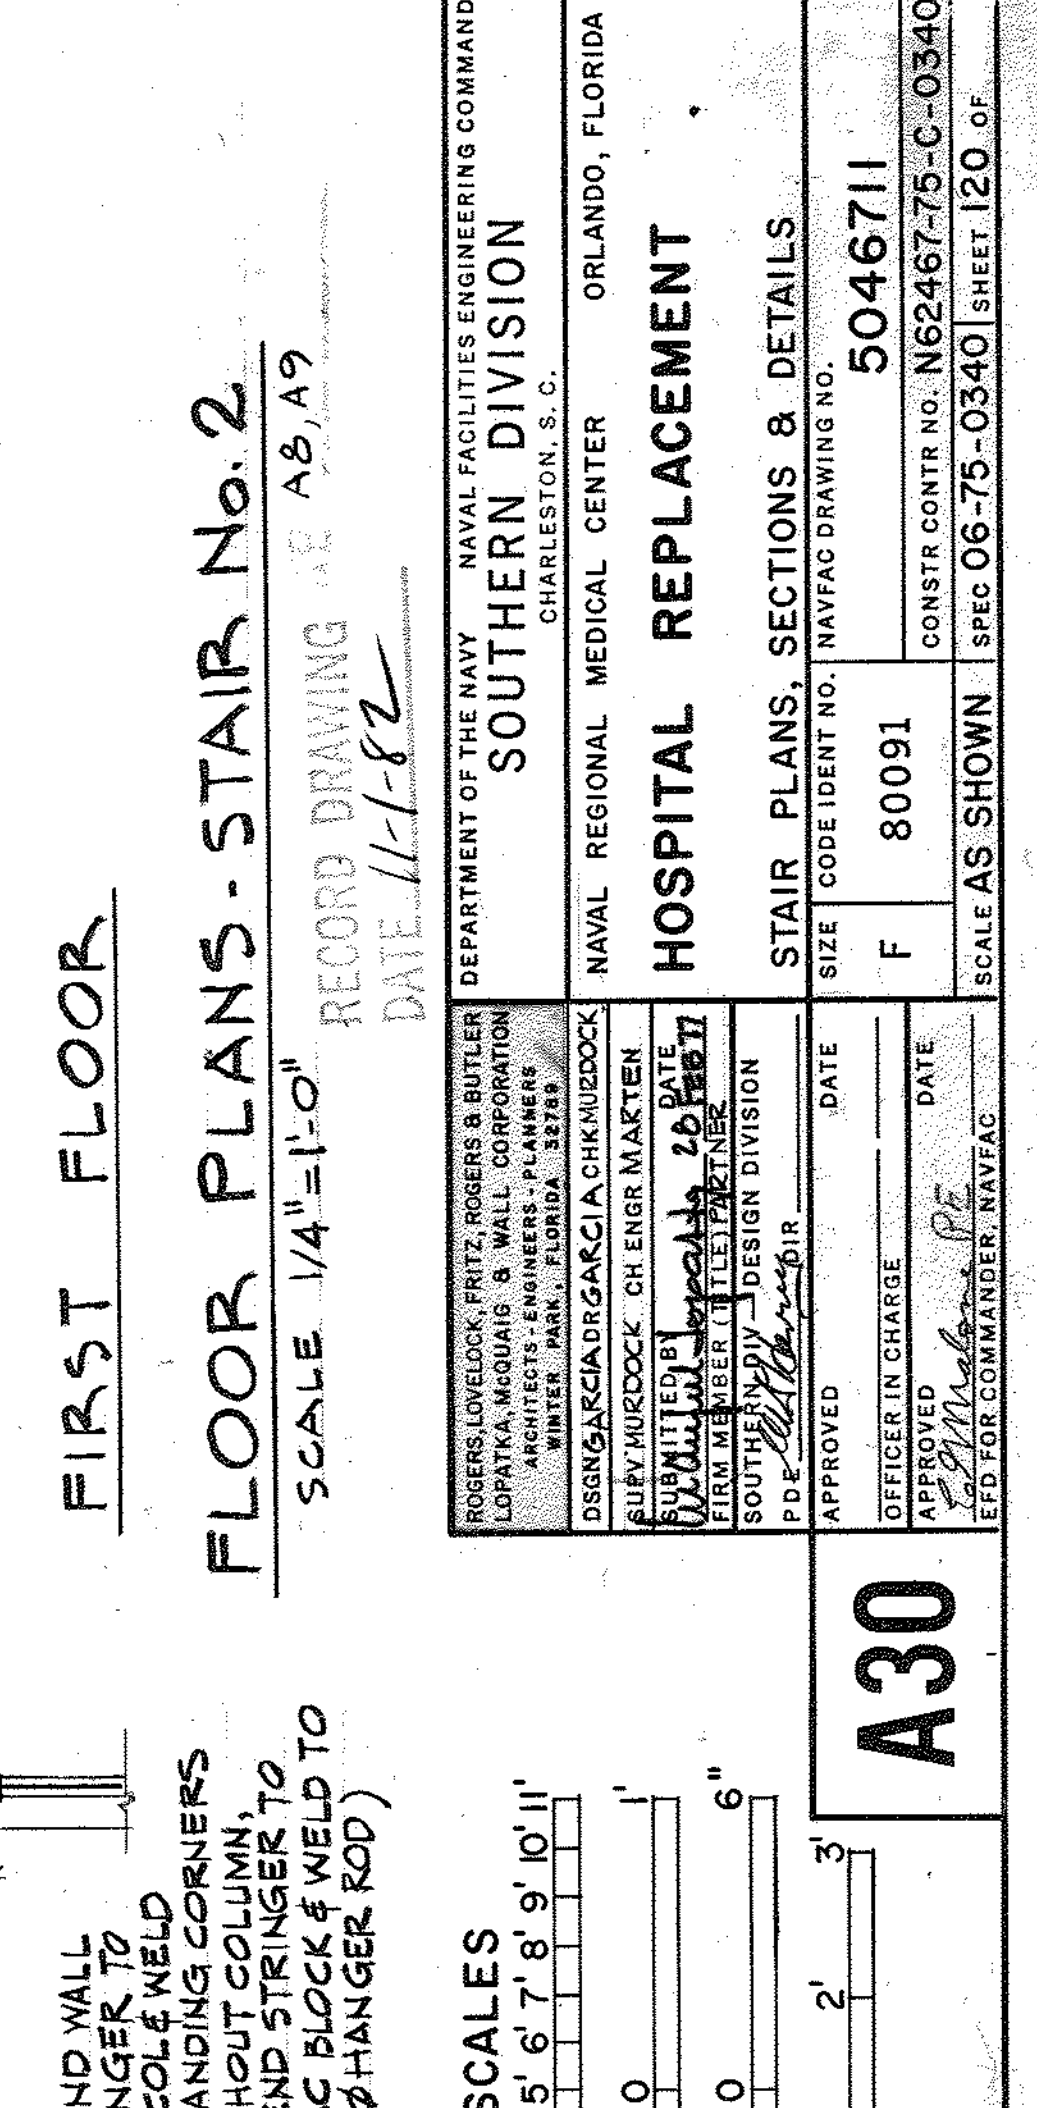 FIRST FLOOR
FLOOR PLANS - STAIR No. 2
SCALE 1/4"=1'-0"
A8, A9
RECORD DRAWING
DATE 11-1-82
ND WALL
NGER TO
COL & WELD
ANDING CORNERS
HOUT COLUMN,
END STRINGER TO
C BLOCK & WELD TO
Ø HANGER ROD)
SCALES
5' 6' 7' 8' 9' 10' 11'
0 1'
0 6"
2' 3'
A30
ROGERS, LOVELOCK, FRITZ, ROGERS & BUTLER
LOPATKA, McQUAIG & WALL CORPORATION
ARCHITECTS-ENGINEERS-PLANNERS
WINTER PARK, FLORIDA 32789
DSGN GARCIA DR GARCIA CHK MURDOCK
SUPV MURDOCK CH ENGR MARTEN
SUBMITTED BY DATE
28 FEB 77
FIRM MEMBER (TITLE) PARTNER
SOUTHERN DIV DESIGN DIVISION
PDE DIR
APPROVED DATE
OFFICER IN CHARGE
APPROVED DATE
EFD FOR COMMANDER, NAVFAC
DEPARTMENT OF THE NAVY NAVAL FACILITIES ENGINEERING COMMAND
SOUTHERN DIVISION
CHARLESTON, S. C.
NAVAL REGIONAL MEDICAL CENTER ORLANDO, FLORIDA
HOSPITAL REPLACEMENT
STAIR PLANS, SECTIONS & DETAILS
SIZE CODE IDENT NO. NAVFAC DRAWING NO.
F 80091 5046711
CONSTR CONTR NO. N62467-75-C-0340
SCALE AS SHOWN SPEC 06-75-0340 SHEET 120 OF